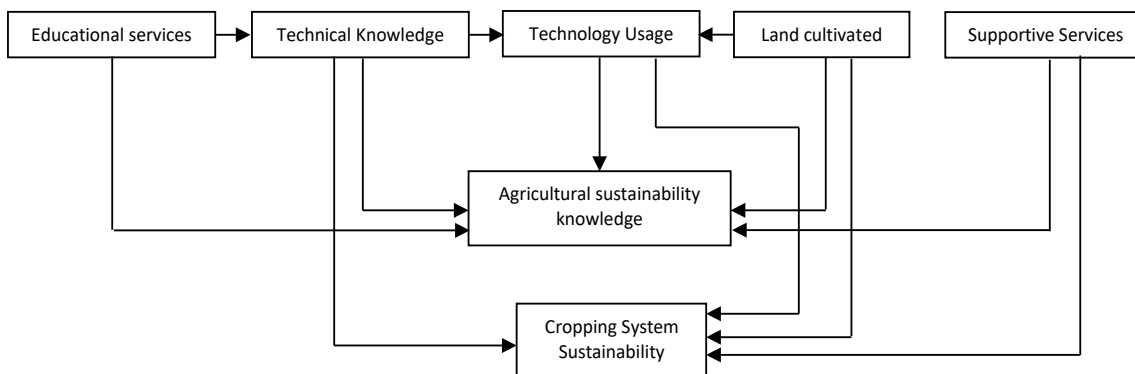 Educational services
Technical Knowledge
Technology Usage
Land cultivated
Supportive Services
Agricultural sustainability
knowledge
Cropping System
Sustainability